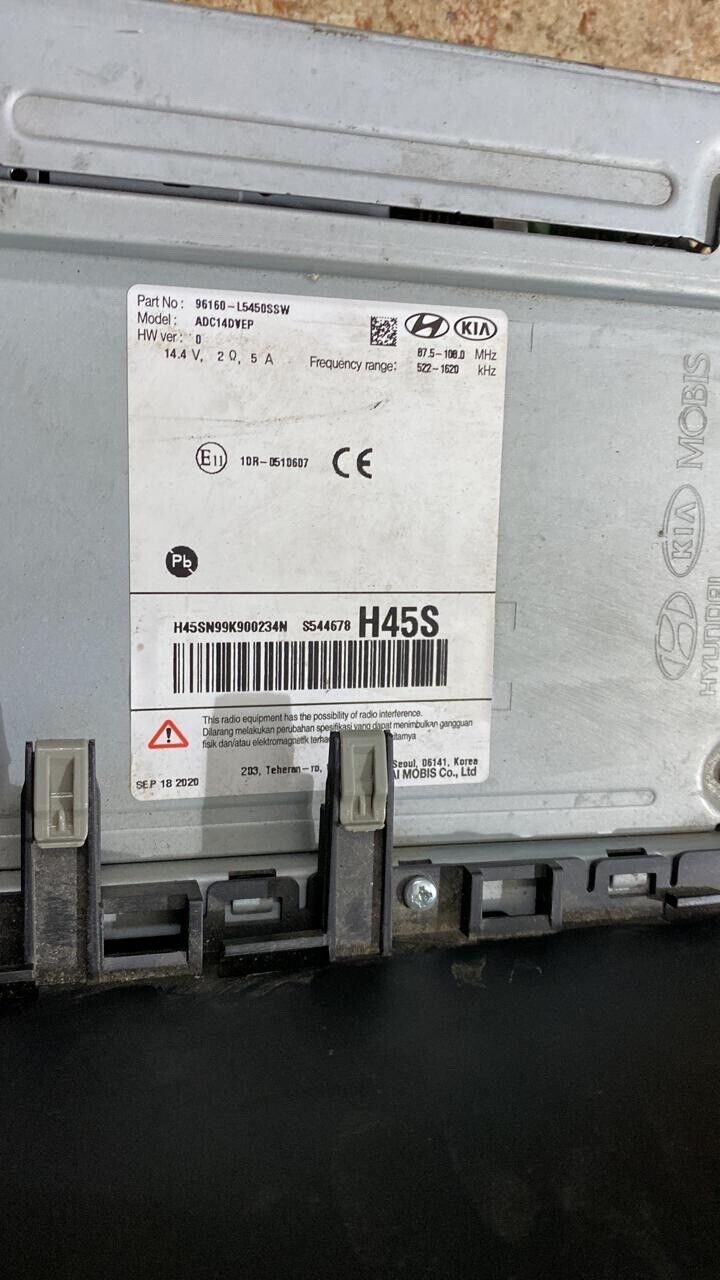 Part No : 96160-L5450SSW
Model : ADC14DVEP
HW ver : 0
14.4 V, 2 Ω, 5 A
KIA
Frequency range: 87.5-108.0 MHz
522-1620 kHz
E11 10R-0510607 CE
Pb
H45SN99K900234N S544678 H45S
This radio equipment has the possibility of radio interference.
Dilarang melakukan perubahan spesifikasi yang dapat menimbulkan gangguan
fisik dan/atau elektromagnetik
203, Teheran-ro, Seoul, 06141, Korea
MOBIS Co., Ltd
SEP 18 2020
HYUNDAI KIA MOBIS